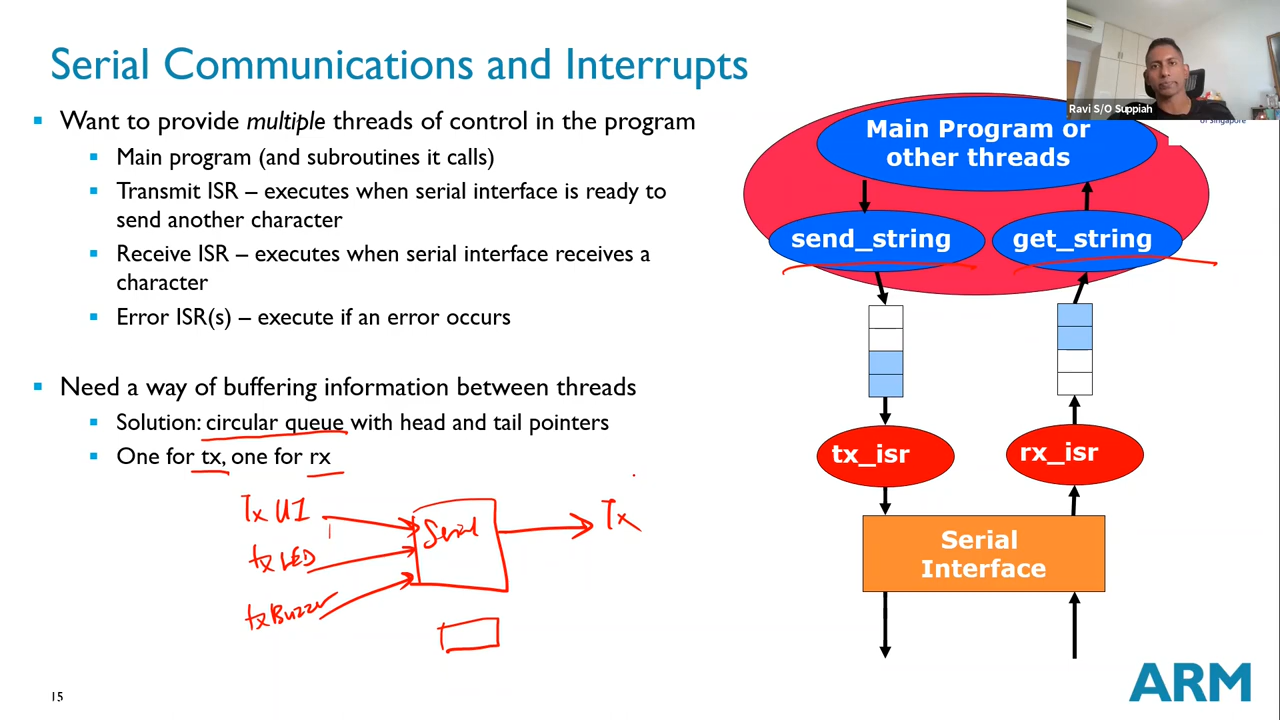 Serial Communications and Interrupts
Ravi S/O Suppiah
of Singapore
▪ Want to provide multiple threads of control in the program
▪ Main program (and subroutines it calls)
▪ Transmit ISR – executes when serial interface is ready to
send another character
▪ Receive ISR – executes when serial interface receives a
character
▪ Error ISR(s) – execute if an error occurs
▪ Need a way of buffering information between threads
▪ Solution: circular queue with head and tail pointers
▪ One for tx, one for rx
Tx UI
tx LED
tx Buzzer
Serial
Tx
Main Program or
other threads
send_string
get_string
tx_isr
rx_isr
Serial
Interface
15
ARM